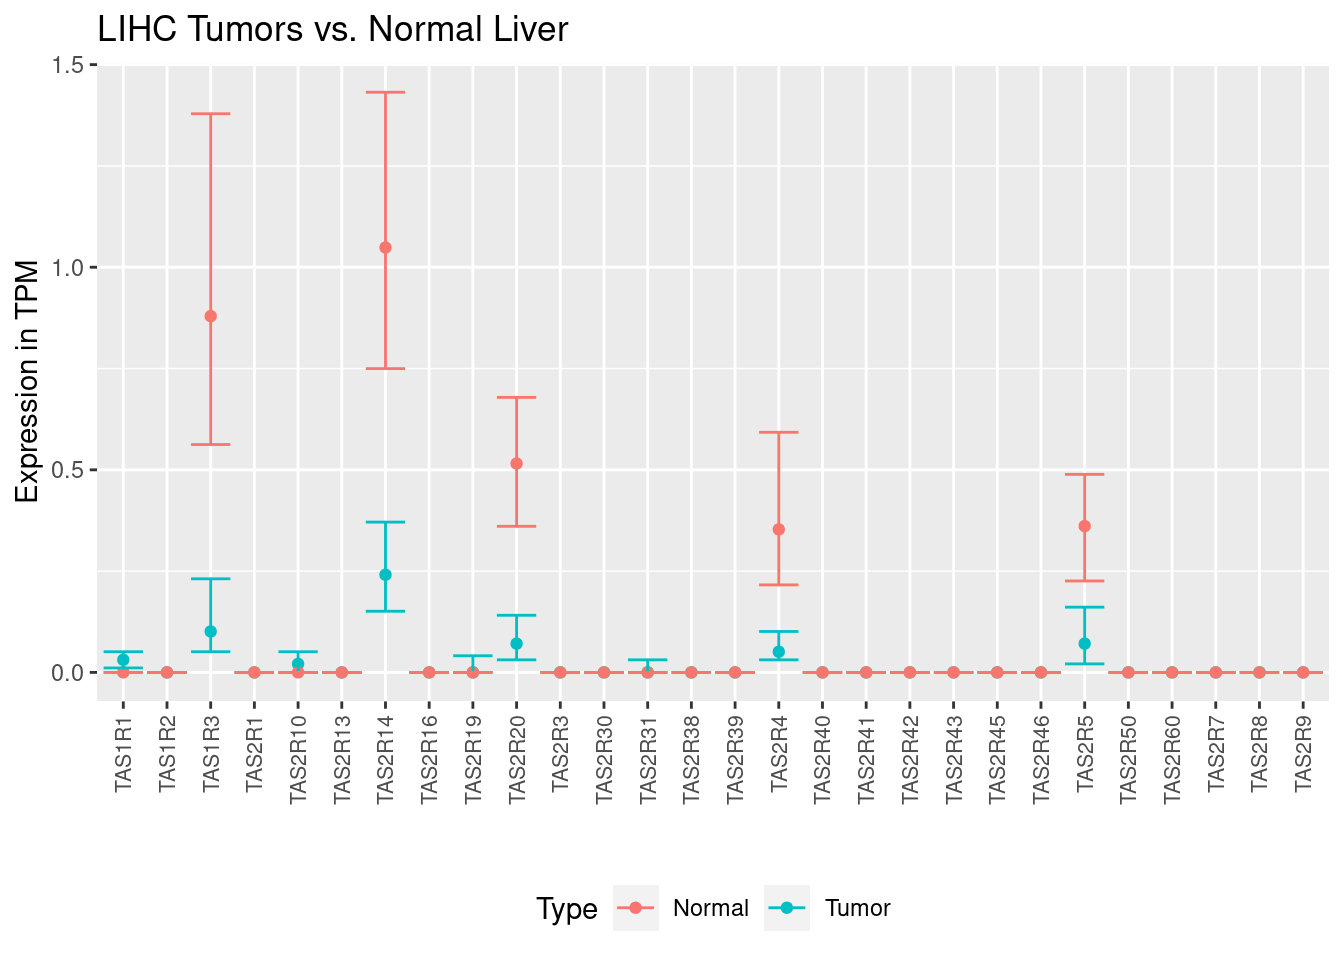 LIHC Tumors vs. Normal Liver
Expression in TPM
1.5
1.0
0.5
0.0
TAS1R1
TAS1R2
TAS1R3
TAS2R1
TAS2R10
TAS2R13
TAS2R14
TAS2R16
TAS2R19
TAS2R20
TAS2R3
TAS2R30
TAS2R31
TAS2R38
TAS2R39
TAS2R4
TAS2R40
TAS2R41
TAS2R42
TAS2R43
TAS2R45
TAS2R46
TAS2R5
TAS2R50
TAS2R60
TAS2R7
TAS2R8
TAS2R9
Type Normal Tumor